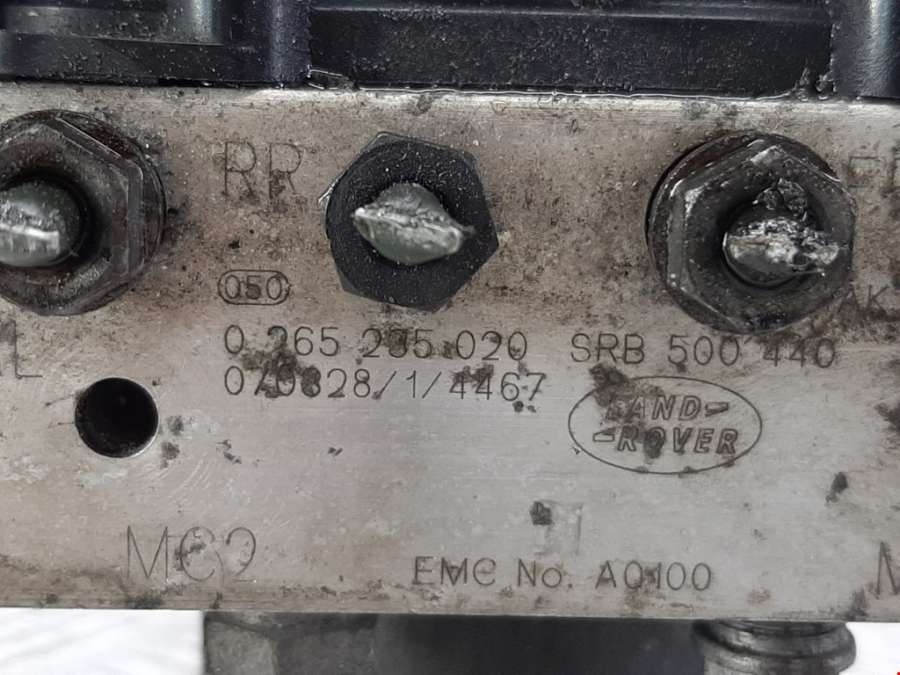 RR
050
0 265 235 020 SRB 500 440
070828/1/4467
LAND-
-ROVER
MC2
EMC No. A0100